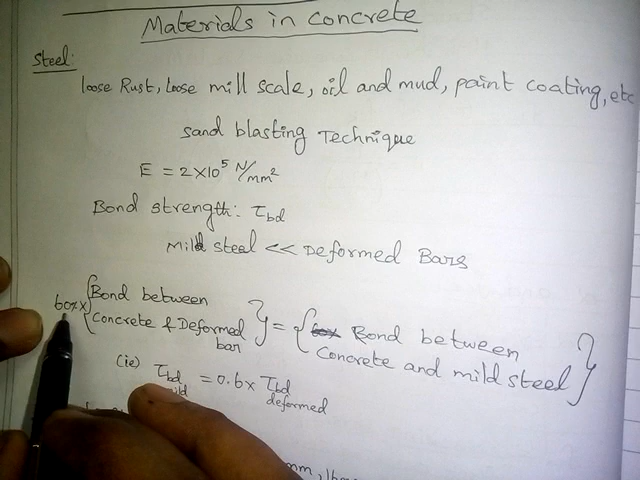 Materials in Concrete
Steel:
loose Rust, loose mill scale, oil and mud, paint coating, etc
sand blasting Technique
E = 2×10⁵ N/mm²
Bond strength: τbd
Mild steel << Deformed Bars
60% × {Bond between Concrete & Deformed bar} = {Bond between Concrete and mild steel}
(ie) τbd = 0.6 × τbd deformed
mm,